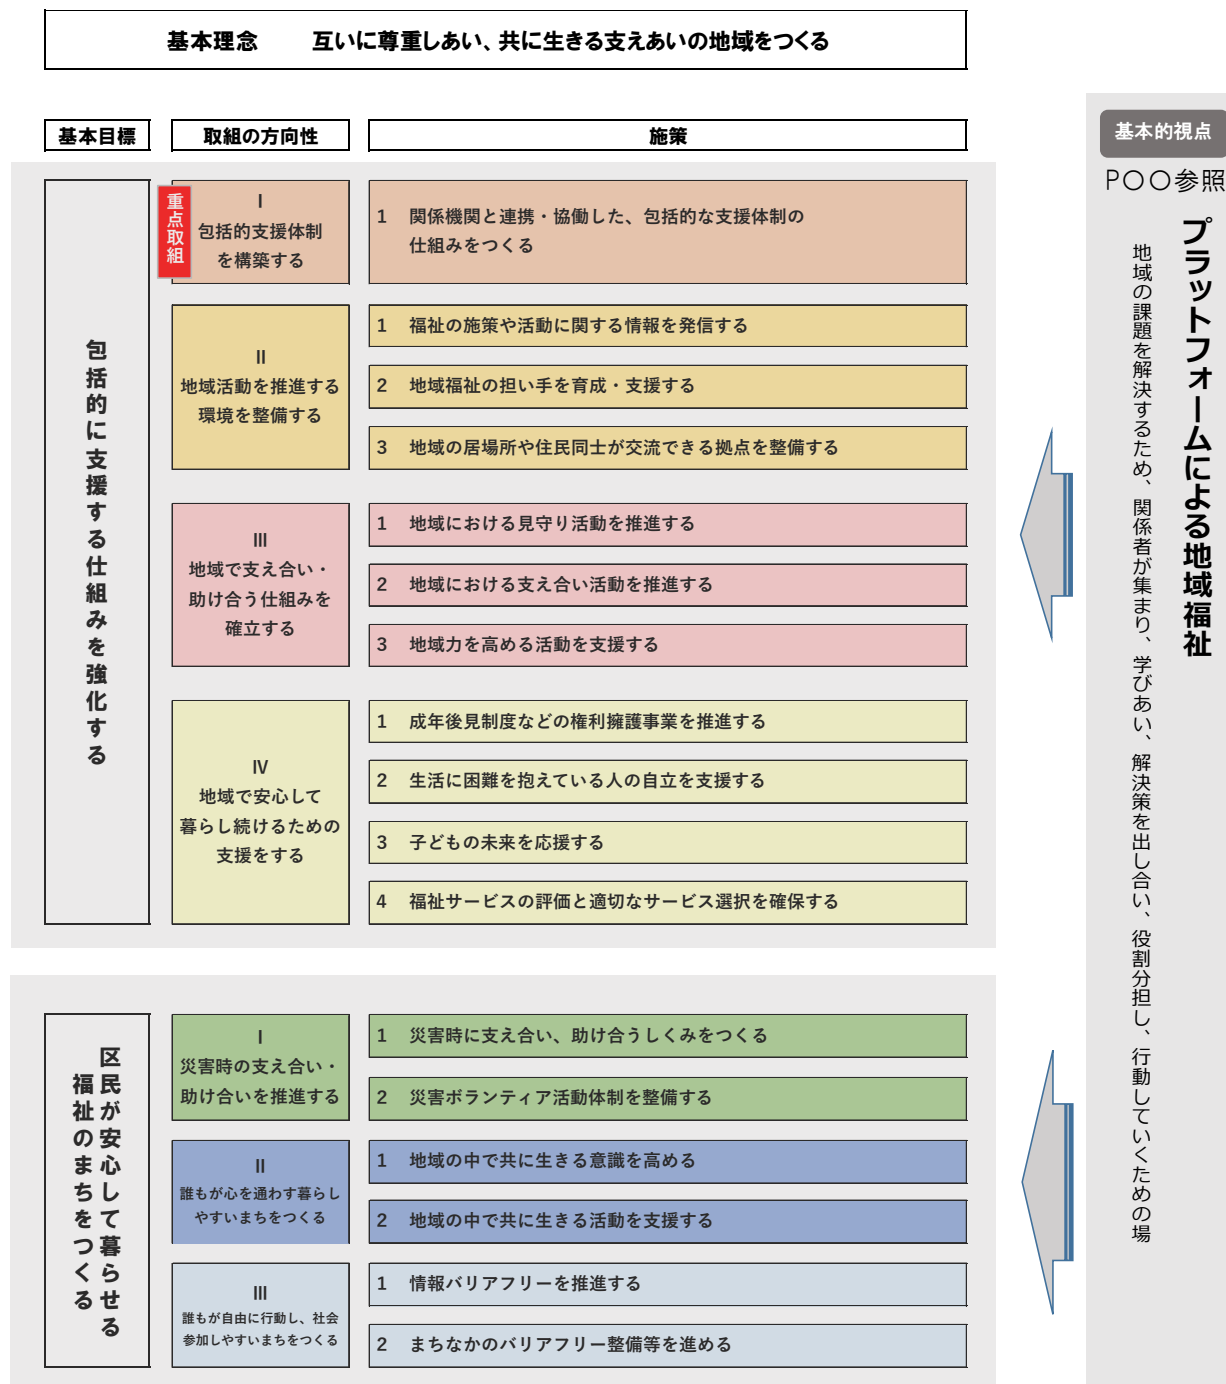 基本理念　　互いに尊重しあい、共に生きる支えあいの地域をつくる
基本目標
取組の方向性
施策
包括的に支援する仕組みを強化する
重点取組
Ⅰ
包括的支援体制
を構築する
1　関係機関と連携・協働した、包括的な支援体制の
仕組みをつくる
Ⅱ
地域活動を推進する
環境を整備する
1　福祉の施策や活動に関する情報を発信する
2　地域福祉の担い手を育成・支援する
3　地域の居場所や住民同士が交流できる拠点を整備する
Ⅲ
地域で支え合い・
助け合う仕組みを
確立する
1　地域における見守り活動を推進する
2　地域における支え合い活動を推進する
3　地域力を高める活動を支援する
Ⅳ
地域で安心して
暮らし続けるための
支援をする
1　成年後見制度などの権利擁護事業を推進する
2　生活に困難を抱えている人の自立を支援する
3　子どもの未来を応援する
4　福祉サービスの評価と適切なサービス選択を確保する
区民が安心して暮らせる
福祉のまちをつくる
Ⅰ
災害時の支え合い・
助け合いを推進する
1　災害時に支え合い、助け合うしくみをつくる
2　災害ボランティア活動体制を整備する
Ⅱ
誰もが心を通わす暮らし
やすいまちをつくる
1　地域の中で共に生きる意識を高める
2　地域の中で共に生きる活動を支援する
Ⅲ
誰もが自由に行動し、社会
参加しやすいまちをつくる
1　情報バリアフリーを推進する
2　まちなかのバリアフリー整備等を進める
基本的視点
P〇〇参照
プラットフォームによる地域福祉
地域の課題を解決するため、関係者が集まり、学びあい、解決策を出し合い、役割分担し、行動していくための場